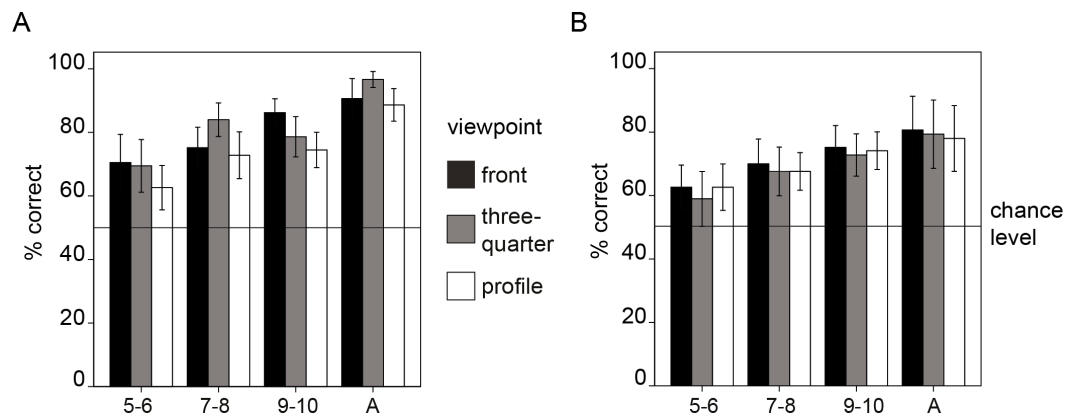 A
B
% correct
100
80
60
40
20
0
5-6
7-8
9-10
A
viewpoint
front
three-
quarter
profile
% correct
100
80
60
40
20
0
5-6
7-8
9-10
A
chance
level